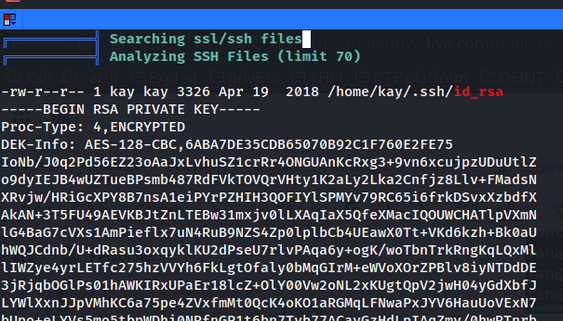 Searching ssl/ssh files
Analyzing SSH Files (limit 70)
-rw-r--r-- 1 kay kay 3326 Apr 19 2018 /home/kay/.ssh/id_rsa
-----BEGIN RSA PRIVATE KEY-----
Proc-Type: 4,ENCRYPTED
DEK-Info: AES-128-CBC,6ABA7DE35CDB65070B92C1F760E2FE75
IoNb/J0q2Pd56EZ23oAaJxLvhuSZ1crRr4ONGUAnKcRxg3+9vn6xcujpzUDuUtlZ
o9dyIEJB4wUZTueBPsmb487RdFVkTOVQrVHty1K2aLy2Lka2Cnfjz8Llv+FMadsN
XRvjw/HRiGcXPY8B7nsA1eiPYrPZHIH3QOFIYlSPMYv79RC65i6frkDSvxXzbdfX
AkAN+3T5FU49AEVKBJtZnLTEBw31mxjv0lLXAqIaX5QfeXMacIQOUWCHATlpVXmN
lG4BaG7cVXs1AmPieflx7uN4RuB9NZS4Zp0lplbCb4UEawX0Tt+VKd6kzh+Bk0aU
hWQJCdnb/U+dRasu3oxqyklKU2dPseU7rlvPAqa6y+ogK/woTbnTrkRngKqLQxMl
lIWZye4yrLETfc275hzVVYh6FkLgtOfaly0bMqGIrM+eWVoXOrZPBlv8iyNTDdDE
3jRjqbOGlPs01hAWKIRxUPaEr18lcZ+OlY00Vw2oNL2xKUgtQpV2jwH04yGdXbfJ
LYWlXxnJJpVMhKC6a75pe4ZVxfmMt0QcK4oKO1aRGMqLFNwaPxJYV6HauUoVExN7